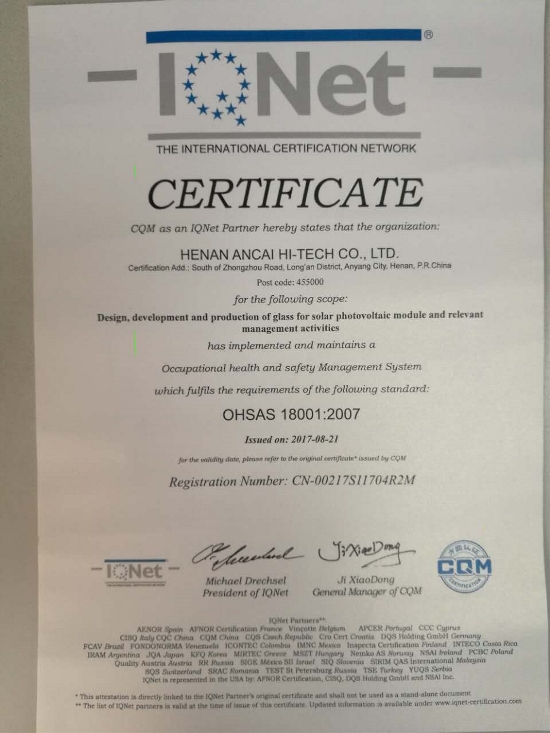 IQNet®
THE INTERNATIONAL CERTIFICATION NETWORK
CERTIFICATE
CQM as an IQNet Partner hereby states that the organization:
HENAN ANCAI HI-TECH CO., LTD.
Certification Add.: South of Zhongzhou Road, Long'an District, Anyang City, Henan, P.R.China
Post code: 455000
for the following scope:
Design, development and production of glass for solar photovoltaic module and relevant
management activities
has implemented and maintains a
Occupational health and safety Management System
which fulfils the requirements of the following standard:
OHSAS 18001:2007
Issued on: 2017-08-21
for the validity date, please refer to the original certificate* issued by CQM
Registration Number: CN-00217S11704R2M
IQNet
Ji XiaoDong
CQM
Michael Drechsel
Ji XiaoDong
President of IQNet
General Manager of CQM
IQNet Partners**
AENOR Spain AFNOR Certification France Vinçotte Belgium APCER Portugal CCC Cyprus
CISQ Italy CQC China CQM China CQS Czech Republic Cro Cert Croatia DQS Holding GmbH Germany
FCAV Brazil FONDONORMA Venezuela ICONTEC Colombia IMNC Mexico Inspecta Certification Finland INTECO Costa Rica
IRAM Argentina JQA Japan KFQ Korea MIRTEC Greece MSZT Hungary Nemko AS Norway NSAI Ireland PCBC Poland
Quality Austria Austria RR Russia SIGE México SII Israel SIQ Slovenia SIRIM QAS International Malaysia
SQS Switzerland SRAC Romania TEST St Petersburg Russia TSE Turkey YUQS Serbia
IQNet is represented in the USA by: AFNOR Certification, CISQ, DQS Holding GmbH and NSAI Inc.
* This attestation is directly linked to the IQNet Partner's original certificate and shall not be used as a stand-alone document
** The list of IQNet partners is valid at the time of issue of this certificate. Updated information is available under www.iqnet-certification.com